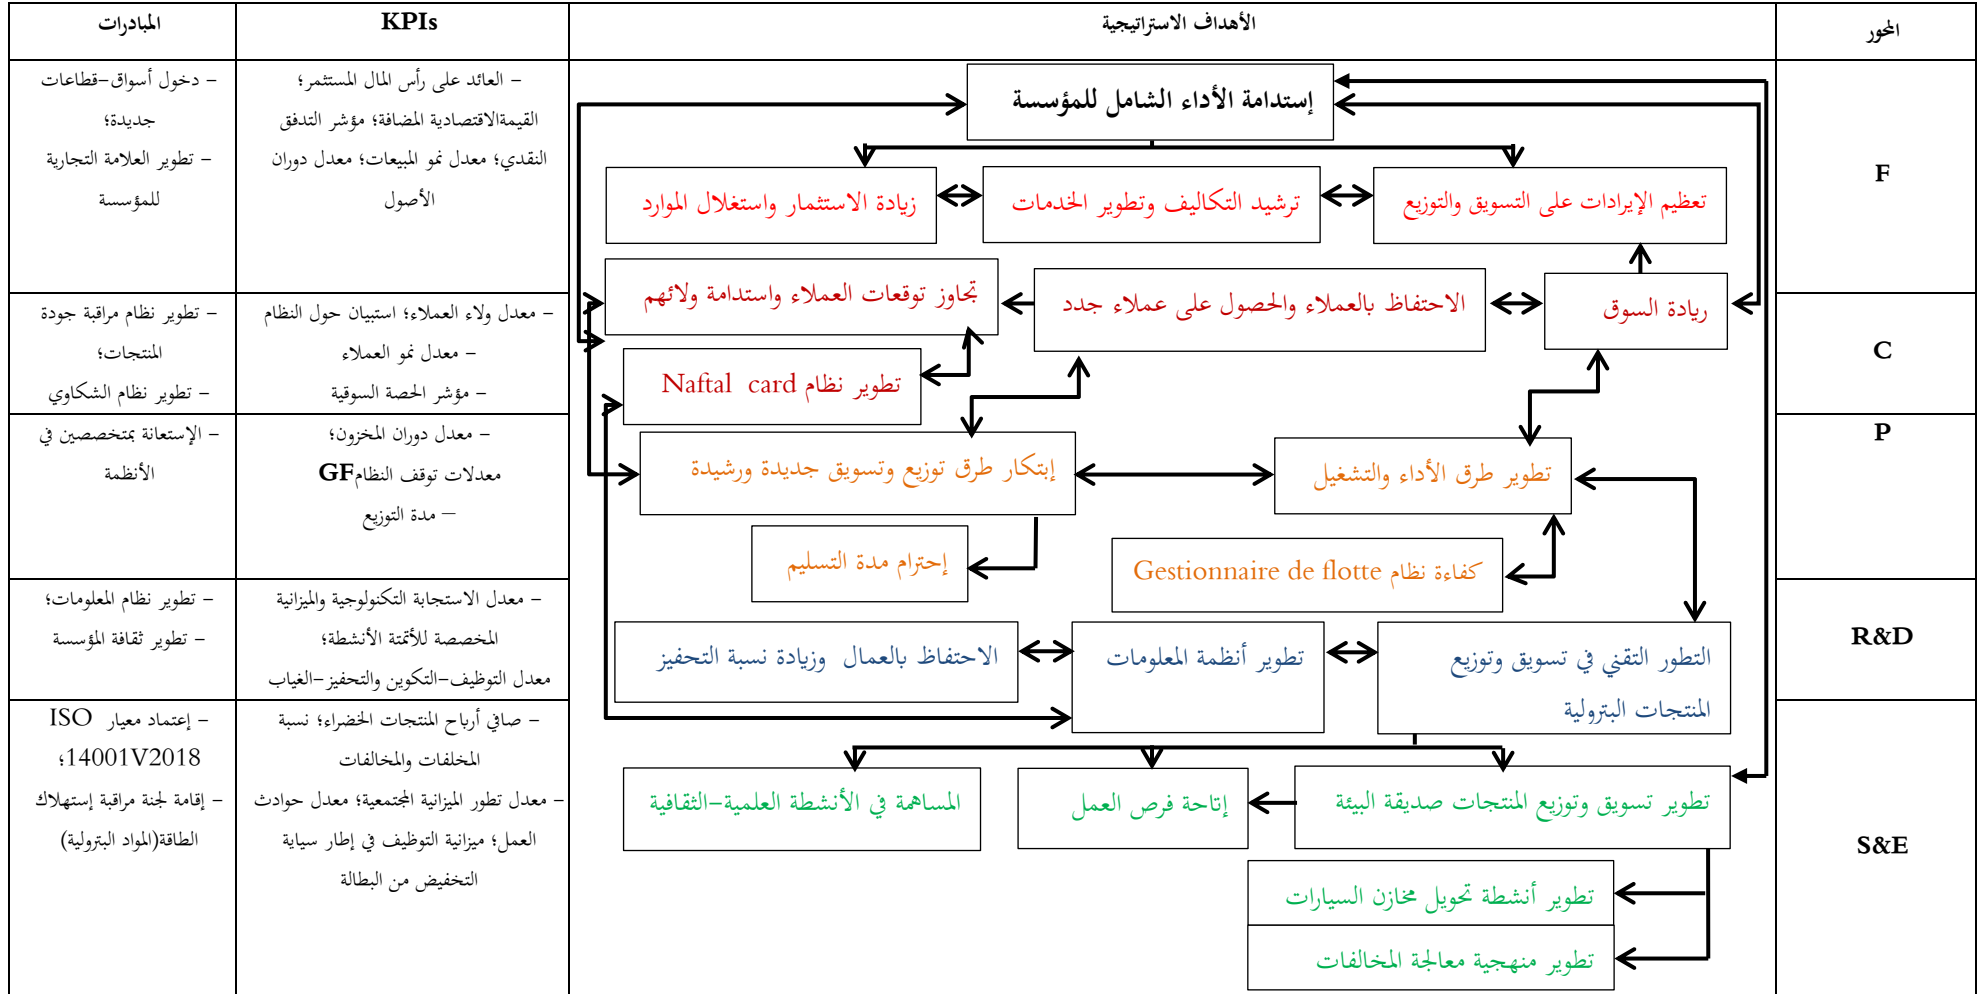 المحور
الأهداف الاستراتيجية
KPIs
المبادرات
F
إستدامة الأداء الشامل للمؤسسة
تعظيم الإيرادات على التسويق والتوزيع
ترشيد التكاليف وتطوير الخدمات
زيادة الاستثمار واستغلال الموارد
– العائد على رأس المال المستثمر؛
القيمةالاقتصادية المضافة؛ مؤشر التدفق
النقدي؛ معدل نمو المبيعات؛ معدل دوران
الأصول
– دخول أسواق–قطاعات
جديدة؛
– تطوير العلامة التجارية
للمؤسسة
C
ريادة السوق
الاحتفاظ بالعملاء والحصول على عملاء جدد
تجاوز توقعات العملاء واستدامة ولائهم
تطوير نظام Naftal card
– معدل ولاء العملاء؛ استبيان حول النظام
– معدل نمو العملاء
– مؤشر الحصة السوقية
– تطوير نظام مراقبة جودة
المنتجات؛
– تطوير نظام الشكاوي
P
تطوير طرق الأداء والتشغيل
إبتكار طرق توزيع وتسويق جديدة ورشيدة
كفاءة نظام Gestionnaire de flotte
إحترام مدة التسليم
– معدل دوران المخزون؛
معدلات توقف النظامGF
– مدة التوزيع
– الإستعانة بمتخصصين في
الأنظمة
R&D
التطور التقني في تسويق وتوزيع
المنتجات البترولية
تطوير أنظمة المعلومات
الاحتفاظ بالعمال وزيادة نسبة التحفيز
– معدل الاستجابة التكنولوجية والميزانية
المخصصة للأتمتة الأنشطة؛
معدل التوظيف–التكوين والتحفيز–الغياب
– تطوير نظام المعلومات؛
– تطوير ثقافة المؤسسة
S&E
تطوير تسويق وتوزيع المنتجات صديقة البيئة
إتاحة فرص العمل
المساهمة في الأنشطة العلمية–الثقافية
تطوير أنشطة تحويل مخازن السيارات
تطوير منهجية معالجة المخالفات
– صافي أرباح المنتجات الخضراء؛ نسبة
المخلفات والمخالفات
– معدل تطور الميزانية المجتمعية؛ معدل حوادث
العمل؛ ميزانية التوظيف في إطار سياية
التخفيض من البطالة
– إعتماد معيار ISO
14001V2018؛
– إقامة لجنة مراقبة إستهلاك
الطاقة(المواد البترولية)